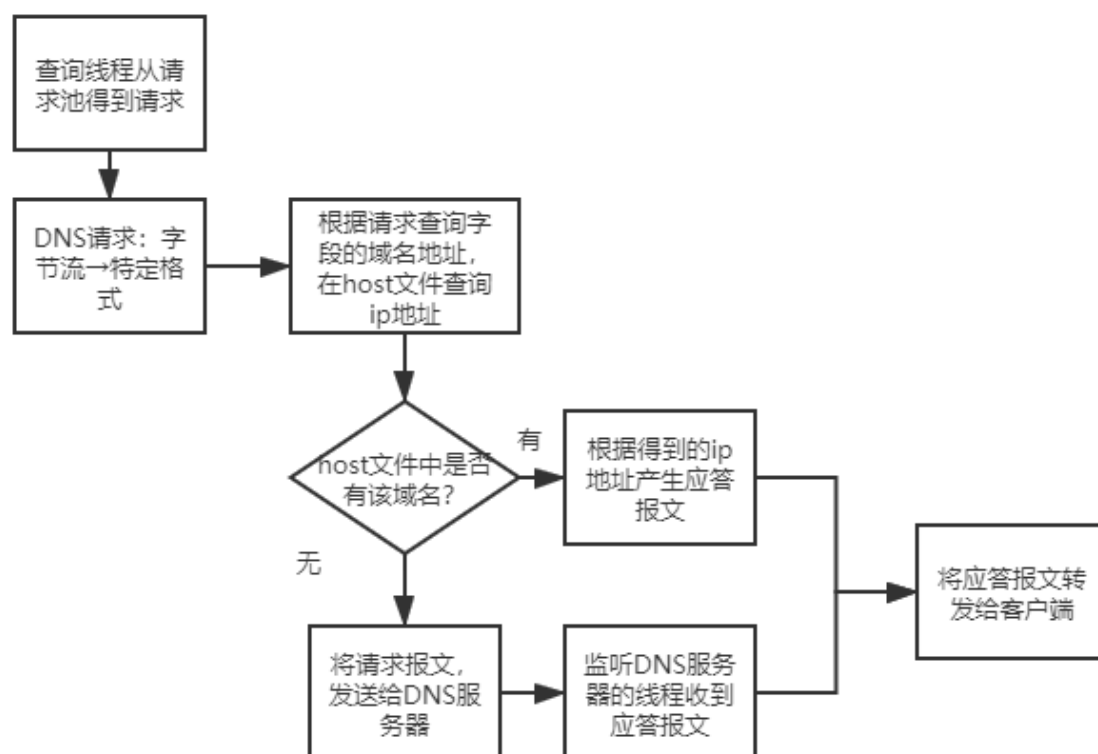 查询线程从请
求池得到请求
DNS请求：字
节流→特定格
式
根据请求查询字
段的域名地址，
在host文件查询
ip地址
host文件中是否
有该域名？
有
根据得到的ip
地址产生应答
报文
无
将请求报文，
发送给DNS服
务器
监听DNS服务
器的线程收到
应答报文
将应答报文转
发给客户端